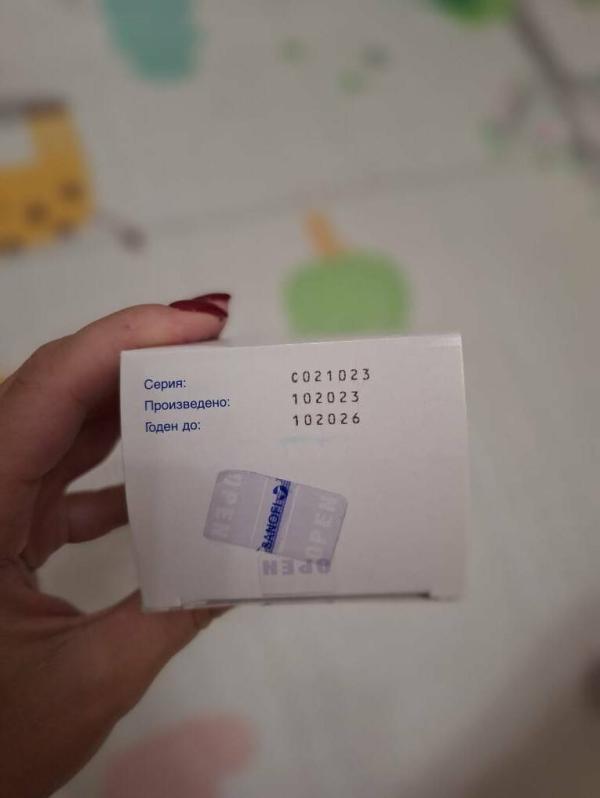 Серия: C021023
Произведено: 102023
Годен до: 102026
OPEN SANOFI OPEN
OPEN